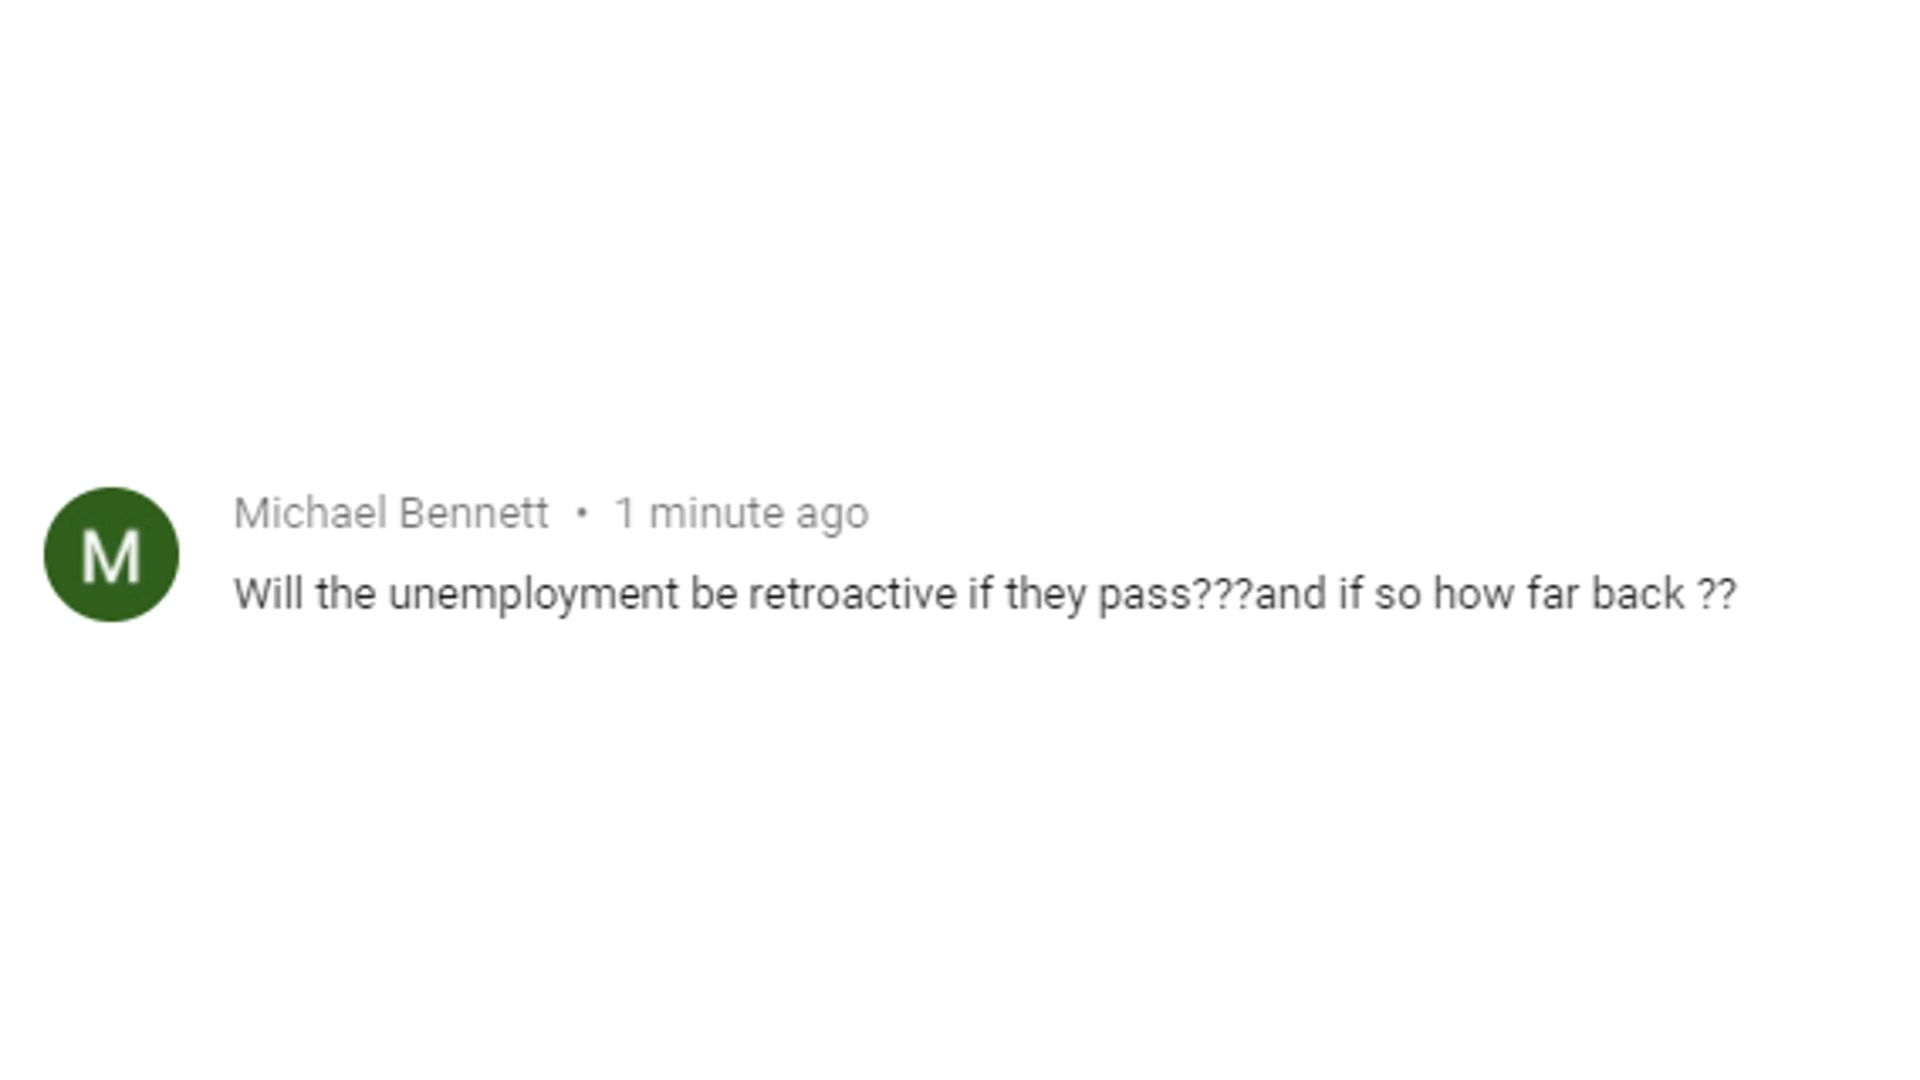 M
Michael Bennett • 1 minute ago
Will the unemployment be retroactive if they pass???and if so how far back ??